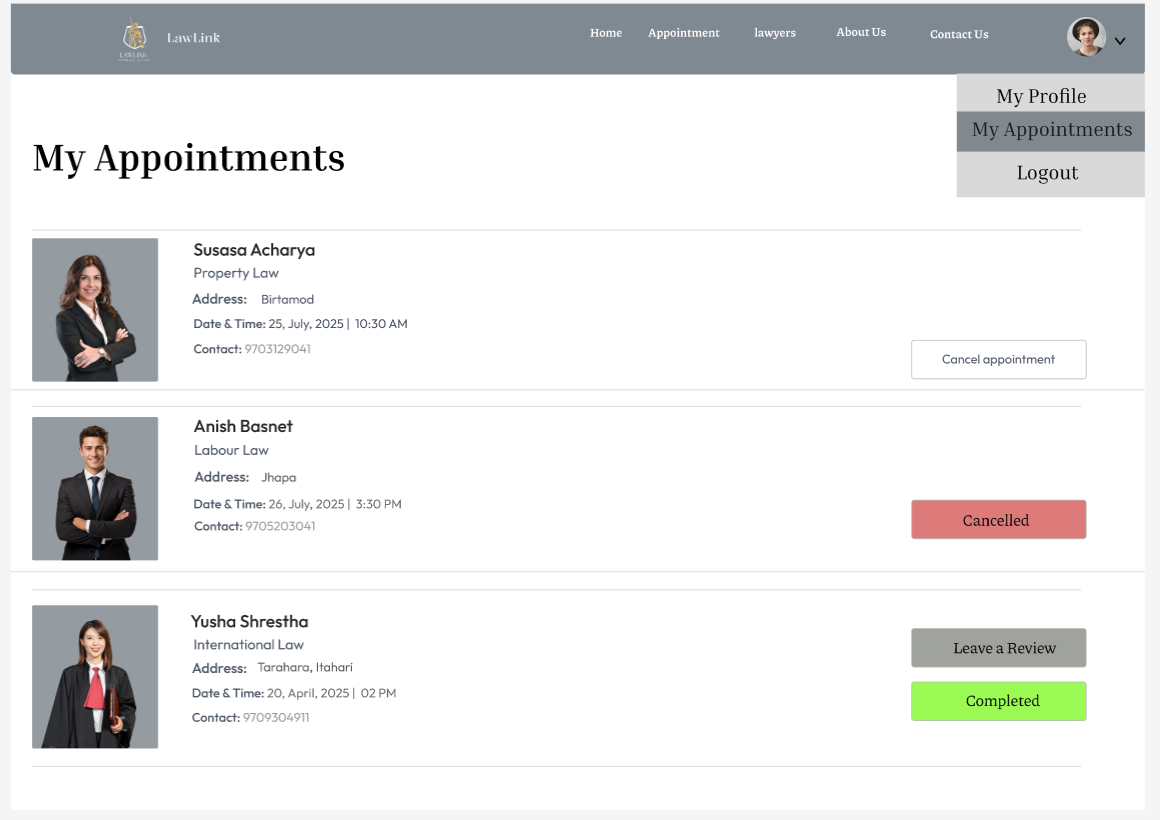 LawLink
LAWLINK
Home
Appointment
lawyers
About Us
Contact Us
My Profile
My Appointments
Logout
My Appointments
Susasa Acharya
Property Law
Address: Birtamod
Date & Time: 25, July, 2025 | 10:30 AM
Contact: 9703129041
Cancel appointment
Anish Basnet
Labour Law
Address: Jhapa
Date & Time: 26, July, 2025 | 3:30 PM
Contact: 9705203041
Cancelled
Yusha Shrestha
International Law
Address: Tarahara, Itahari
Date & Time: 20, April, 2025 | 02 PM
Contact: 9709304911
Leave a Review
Completed